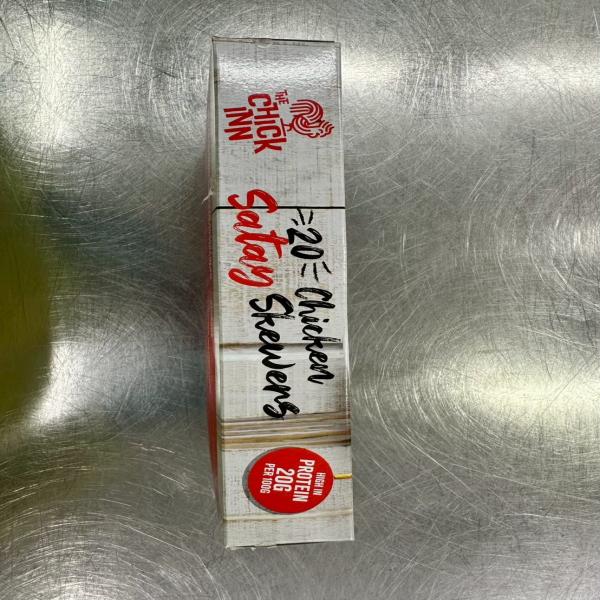 THE
CHICK
INN
20 Chicken
Satay Skewers
HIGH IN
PROTEIN
20G
PER 100G